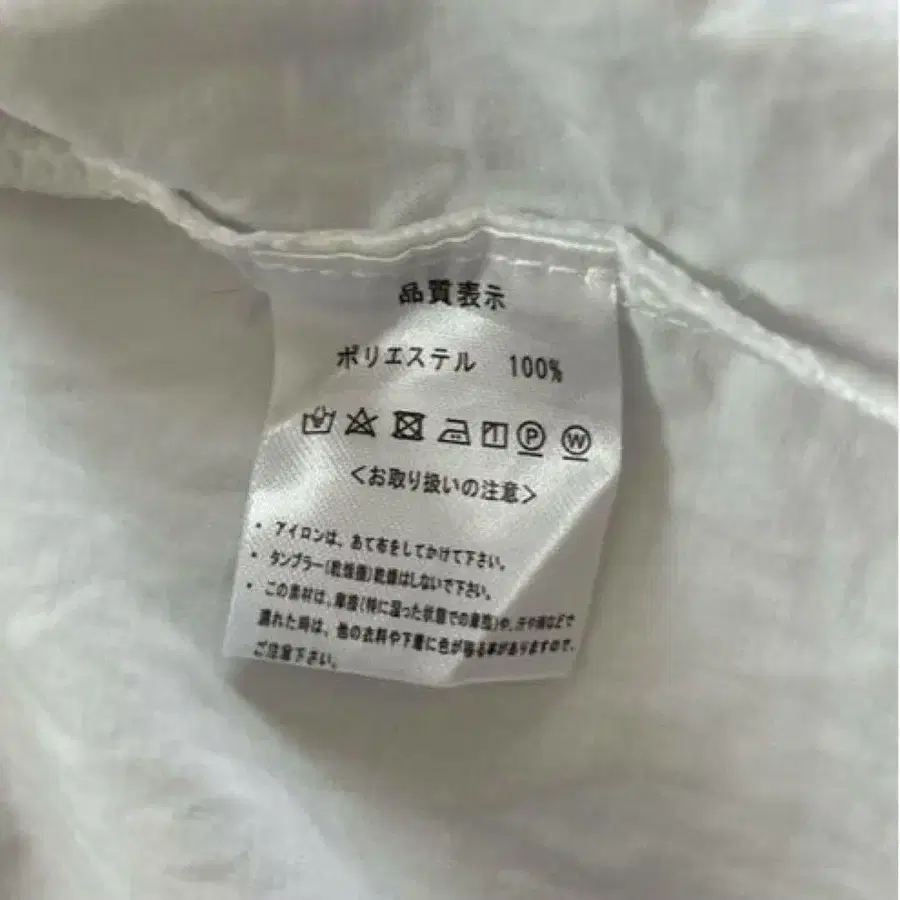 品質表示
ポリエステル 100%
P W
<お取り扱いの注意>
・アイロンは、あて布をしてかけて下さい。
・タンブラー(乾燥機)乾燥はしないで下さい。
・この素材は、摩擦(特に湿った状態での摩擦)や、汗や雨などで
濡れた時は、他の衣料や下着に色が移る事がありますので、
ご注意下さい。